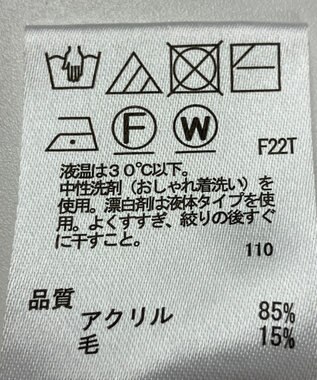 F W
F22T
液温は30℃以下。
中性洗剤（おしゃれ着洗い）を
使用。漂白剤は液体タイプを使
用。よくすすぎ、絞りの後すぐ
に干すこと。
110
品質
アクリル 85%
毛 15%